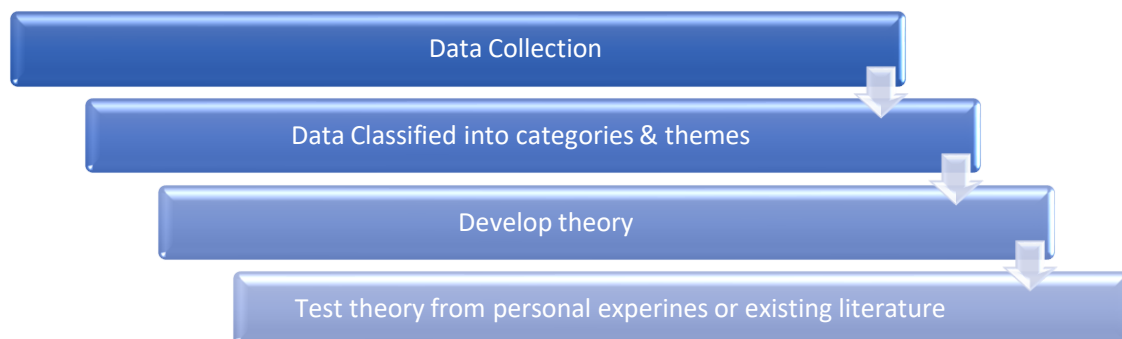 Data Collection
Data Classified into categories & themes
Develop theory
Test theory from personal experines or existing literature